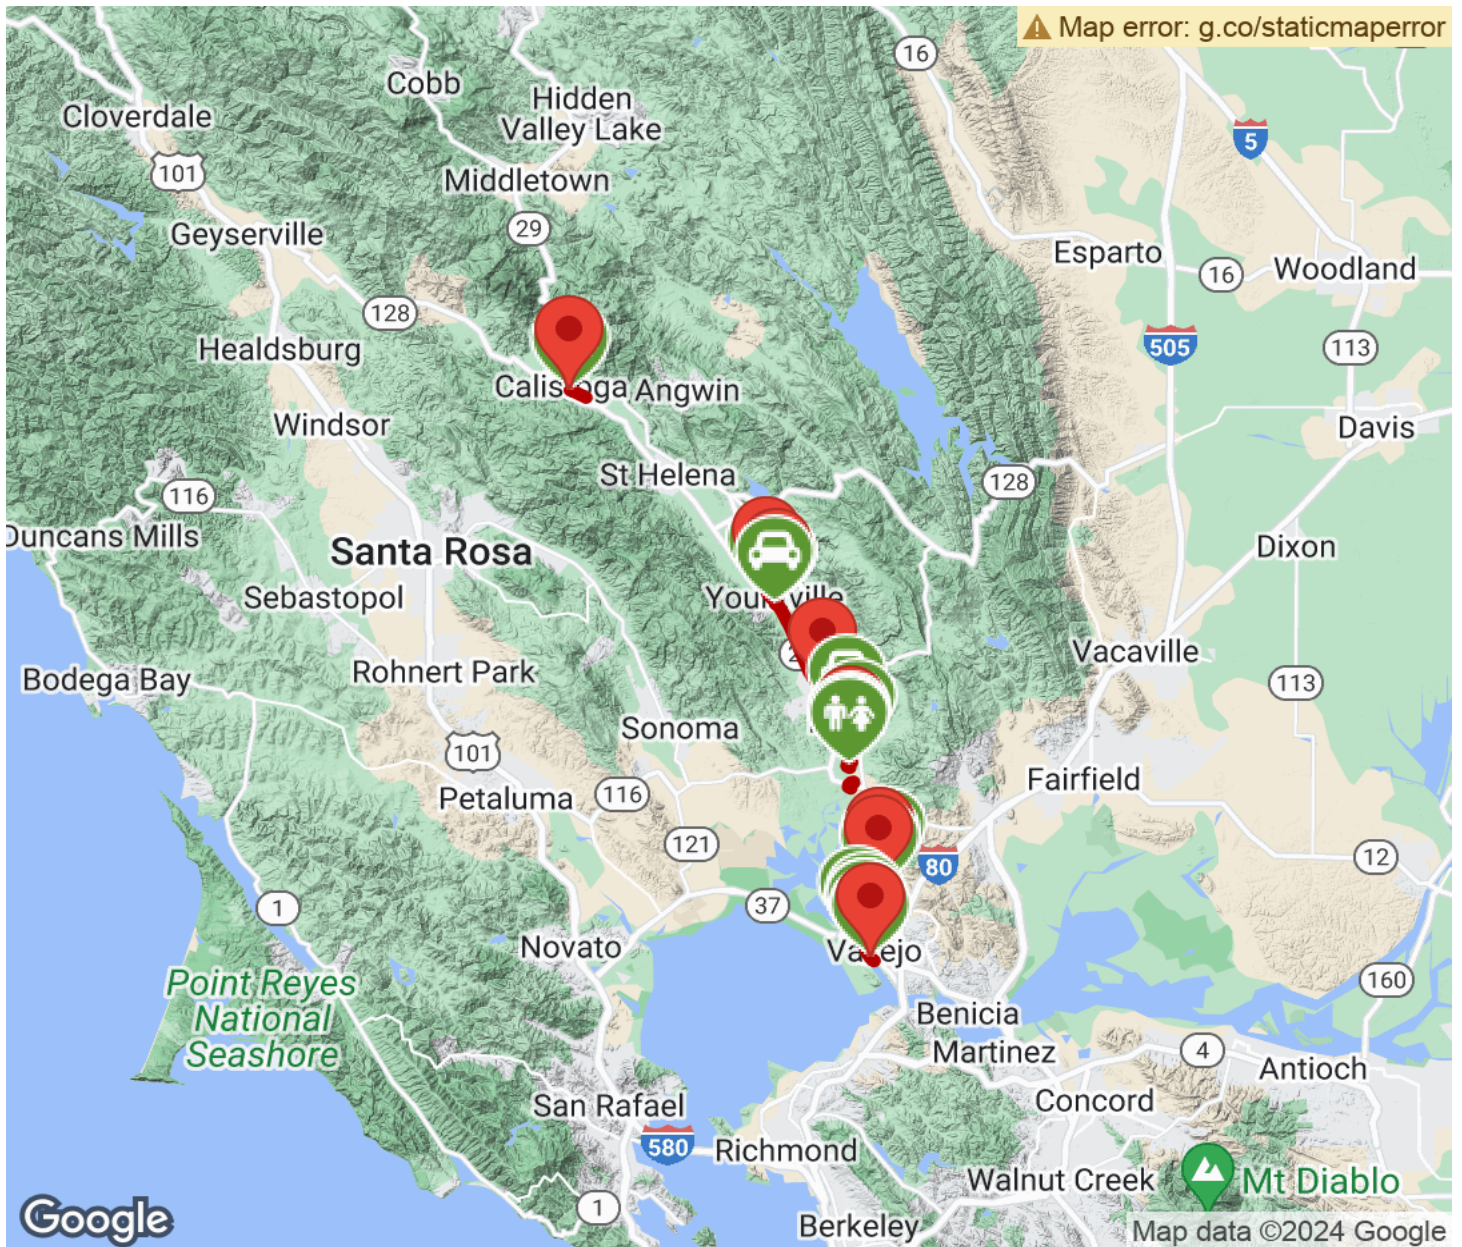 Map error: g.co/staticmaperror
16
Cobb
Hidden
Valley Lake
Cloverdale
5
101
Middletown
29
Geyserville
Esparto
16
Woodland
128
Healdsburg
505
113
Calistoga
Angwin
Windsor
Davis
St Helena
128
116
Duncans Mills
Santa Rosa
Dixon
Sebastopol
Yountville
Vacaville
Rohnert Park
Bodega Bay
113
Sonoma
101
Fairfield
Petaluma
116
121
12
80
1
37
Novato
Vallejo
160
Point Reyes
National
Seashore
Benicia
Martinez
4
Antioch
San Rafael
Concord
580
Richmond
Walnut Creek
Mt Diablo
1
Google
Berkeley
Map data ©2024 Google